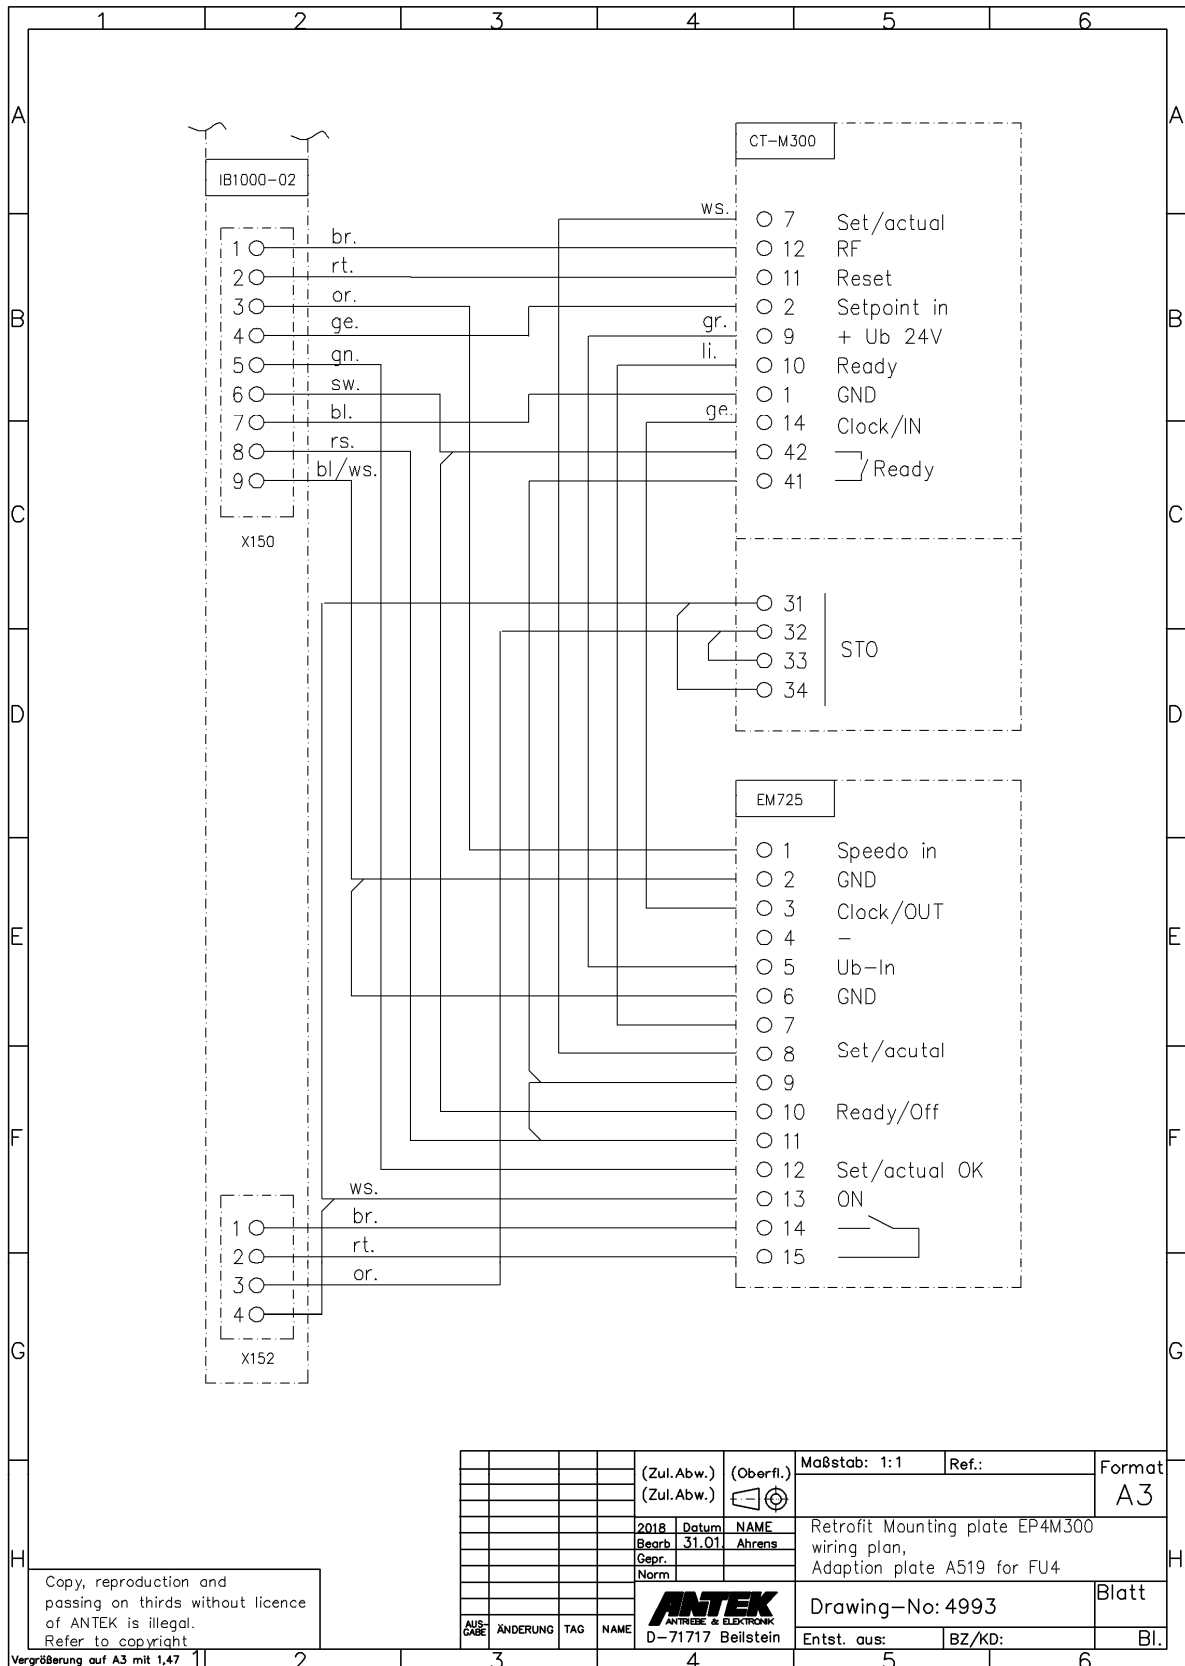 1 2 3 4 5 6
A A
CT-M300
IB1000-02
ws. 7 Set/actual
1 br. 12 RF
2 rt. 11 Reset
B B
3 or. 2 Setpoint in
4 ge. gr. 9 + Ub 24V
5 gn. li. 10 Ready
6 sw. 1 GND
7 bl. ge. 14 Clock/IN
8 rs. 42
Ready
9 bl/ws. 41
C C
X150
31
32
STO
33
34
D D
EM725
1 Speedo in
2 GND
3 Clock/OUT
E E
4 -
5 Ub-In
6 GND
7
8 Set/acutal
9
10 Ready/Off
F F
11
12 Set/actual OK
ws. 13 ON
1 br. 14
2 rt. 15
3 or.
4
G G
X152
(Zul.Abw.) (Oberfl.) Maßstab: 1:1 Ref.: Format
(Zul.Abw.) A3
2018 Datum NAME Retrofit Mounting plate EP4M300
Bearb 31.01. Ahrens wiring plan,
Gepr. Adaption plate A519 for FU4
Norm
H H
Copy, reproduction and
passing on thirds without licence
of ANTEK is illegal.
Refer to copyright
ANTEK
ANTRIEBE & ELEKTRONIK
D-71717 Beilstein
Drawing-No: 4993 Blatt
AUS-
GABE ÄNDERUNG TAG NAME Entst. aus: BZ/KD: Bl.
Vergrößerung auf A3 mit 1,47 1 2 3 4 5 6